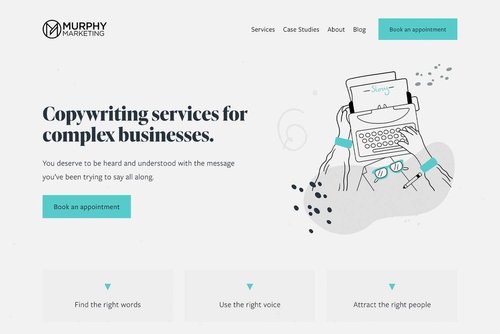 MURPHY
MARKETING
Services Case Studies About Blog Book an appointment
Story
Copywriting services for
complex businesses.
You deserve to be heard and understood with the message
you've been trying to say all along.
Book an appointment
Find the right words Use the right voice Attract the right people